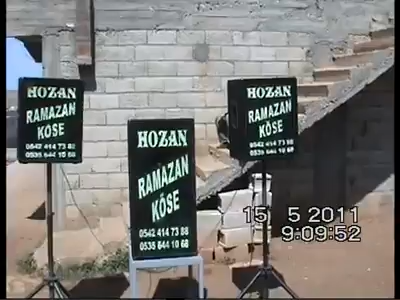 HOZAN
RAMAZAN
KÖSE
0542 414 73 88
0535 644 10 68
HOZAN
RAMAZAN
KÖSE
0542 414 73 88
0535 644 10 68
HOZAN
RAMAZAN
KÖSE
0542 414 73 88
0535 644 10 68
15 5 2011
9:09:52